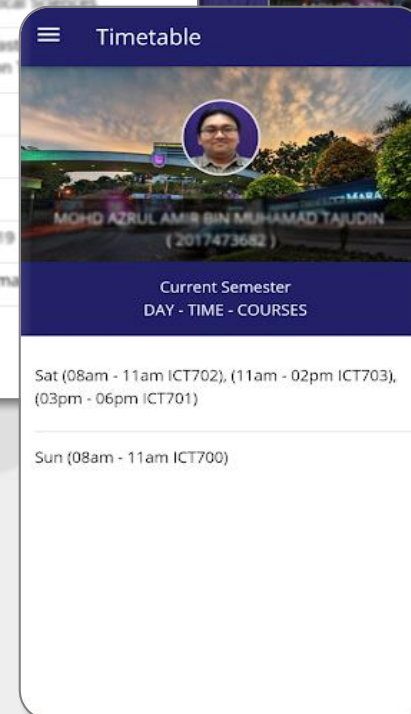 Timetable
MOHD AZRUL AMIR BIN MUHAMAD TAJUDIN
( 2017473682 )
Current Semester
DAY - TIME - COURSES
Sat (08am - 11am ICT702), (11am - 02pm ICT703),
(03pm - 06pm ICT701)
Sun (08am - 11am ICT700)